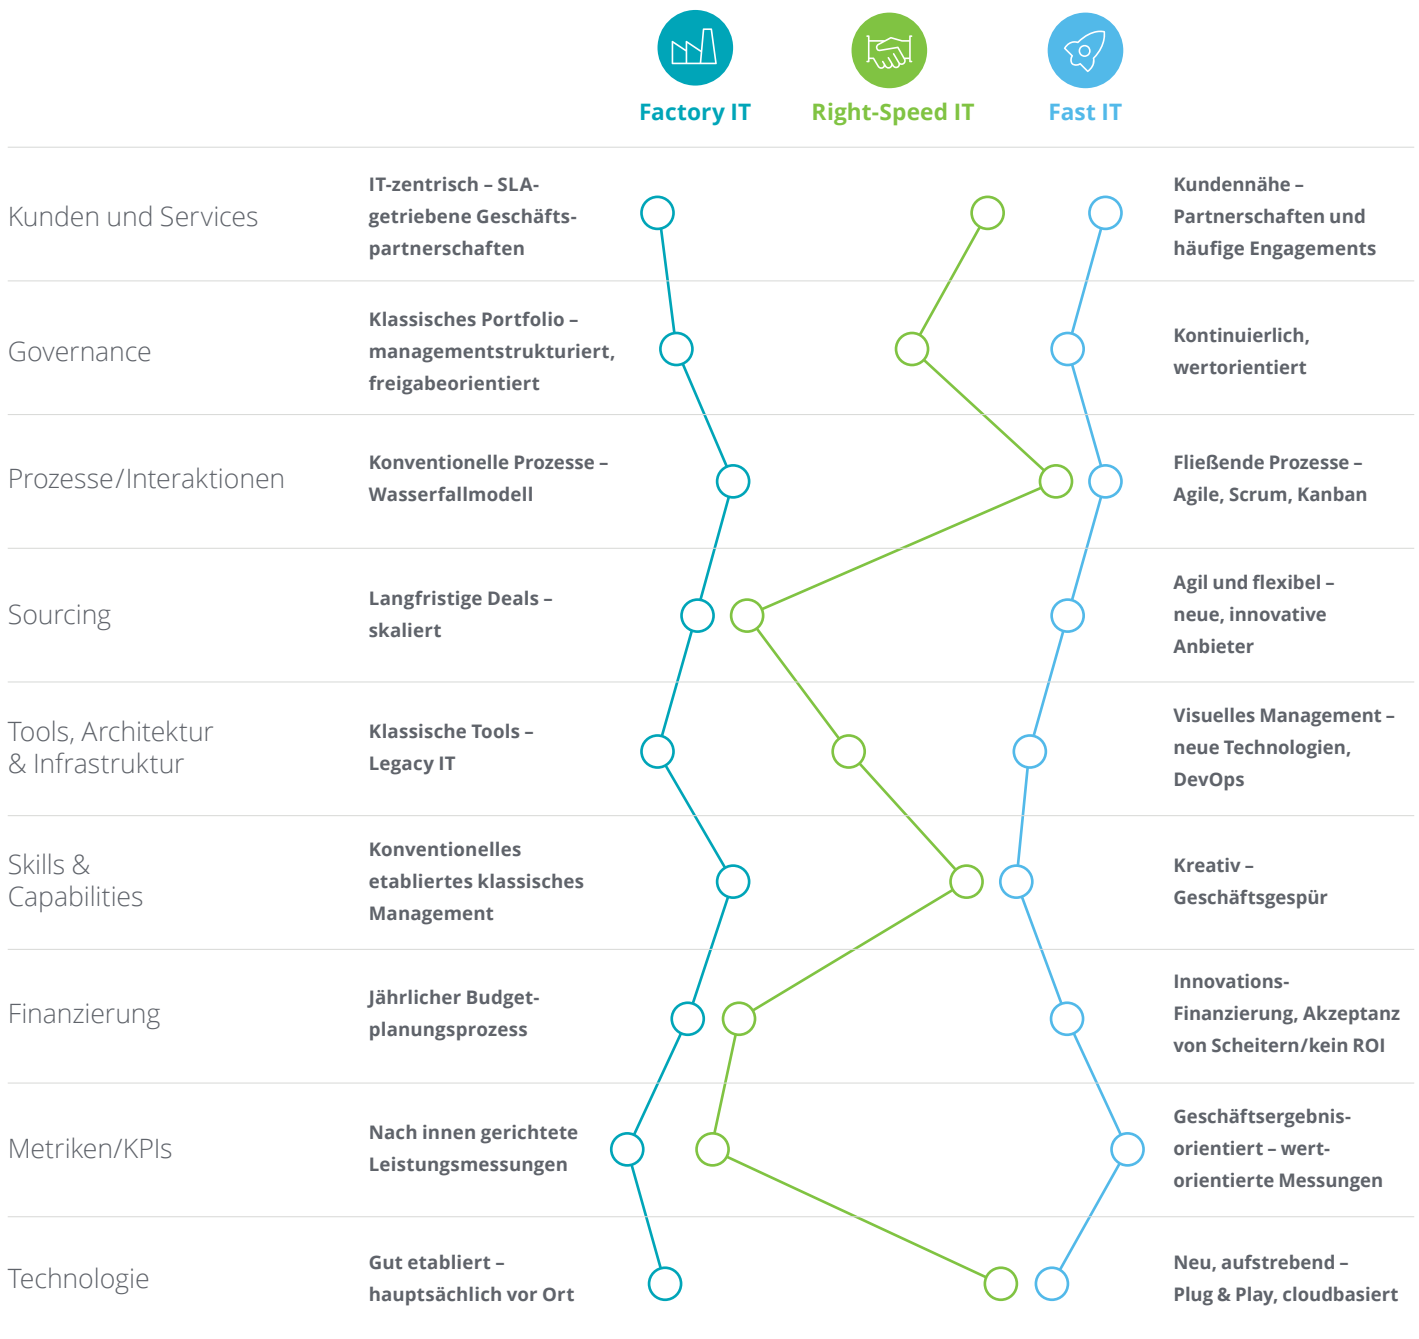 Factory IT
Right-Speed IT
Fast IT
Kunden und Services
IT-zentrisch – SLA-
getriebene Geschäfts-
partnerschaften
Kundennähe –
Partnerschaften und
häufige Engagements
Governance
Klassisches Portfolio –
managementstrukturiert,
freigabeorientiert
Kontinuierlich,
wertorientiert
Prozesse/Interaktionen
Konventionelle Prozesse –
Wasserfallmodell
Fließende Prozesse –
Agile, Scrum, Kanban
Sourcing
Langfristige Deals –
skaliert
Agil und flexibel –
neue, innovative
Anbieter
Tools, Architektur
& Infrastruktur
Klassische Tools –
Legacy IT
Visuelles Management –
neue Technologien,
DevOps
Skills &
Capabilities
Konventionelles
etabliertes klassisches
Management
Kreativ –
Geschäftsgespür
Finanzierung
Jährlicher Budget-
planungsprozess
Innovations-
Finanzierung, Akzeptanz
von Scheitern/kein ROI
Metriken/KPIs
Nach innen gerichtete
Leistungsmessungen
Geschäftsergebnis-
orientiert – wert-
orientierte Messungen
Technologie
Gut etabliert –
hauptsächlich vor Ort
Neu, aufstrebend –
Plug & Play, cloudbasiert